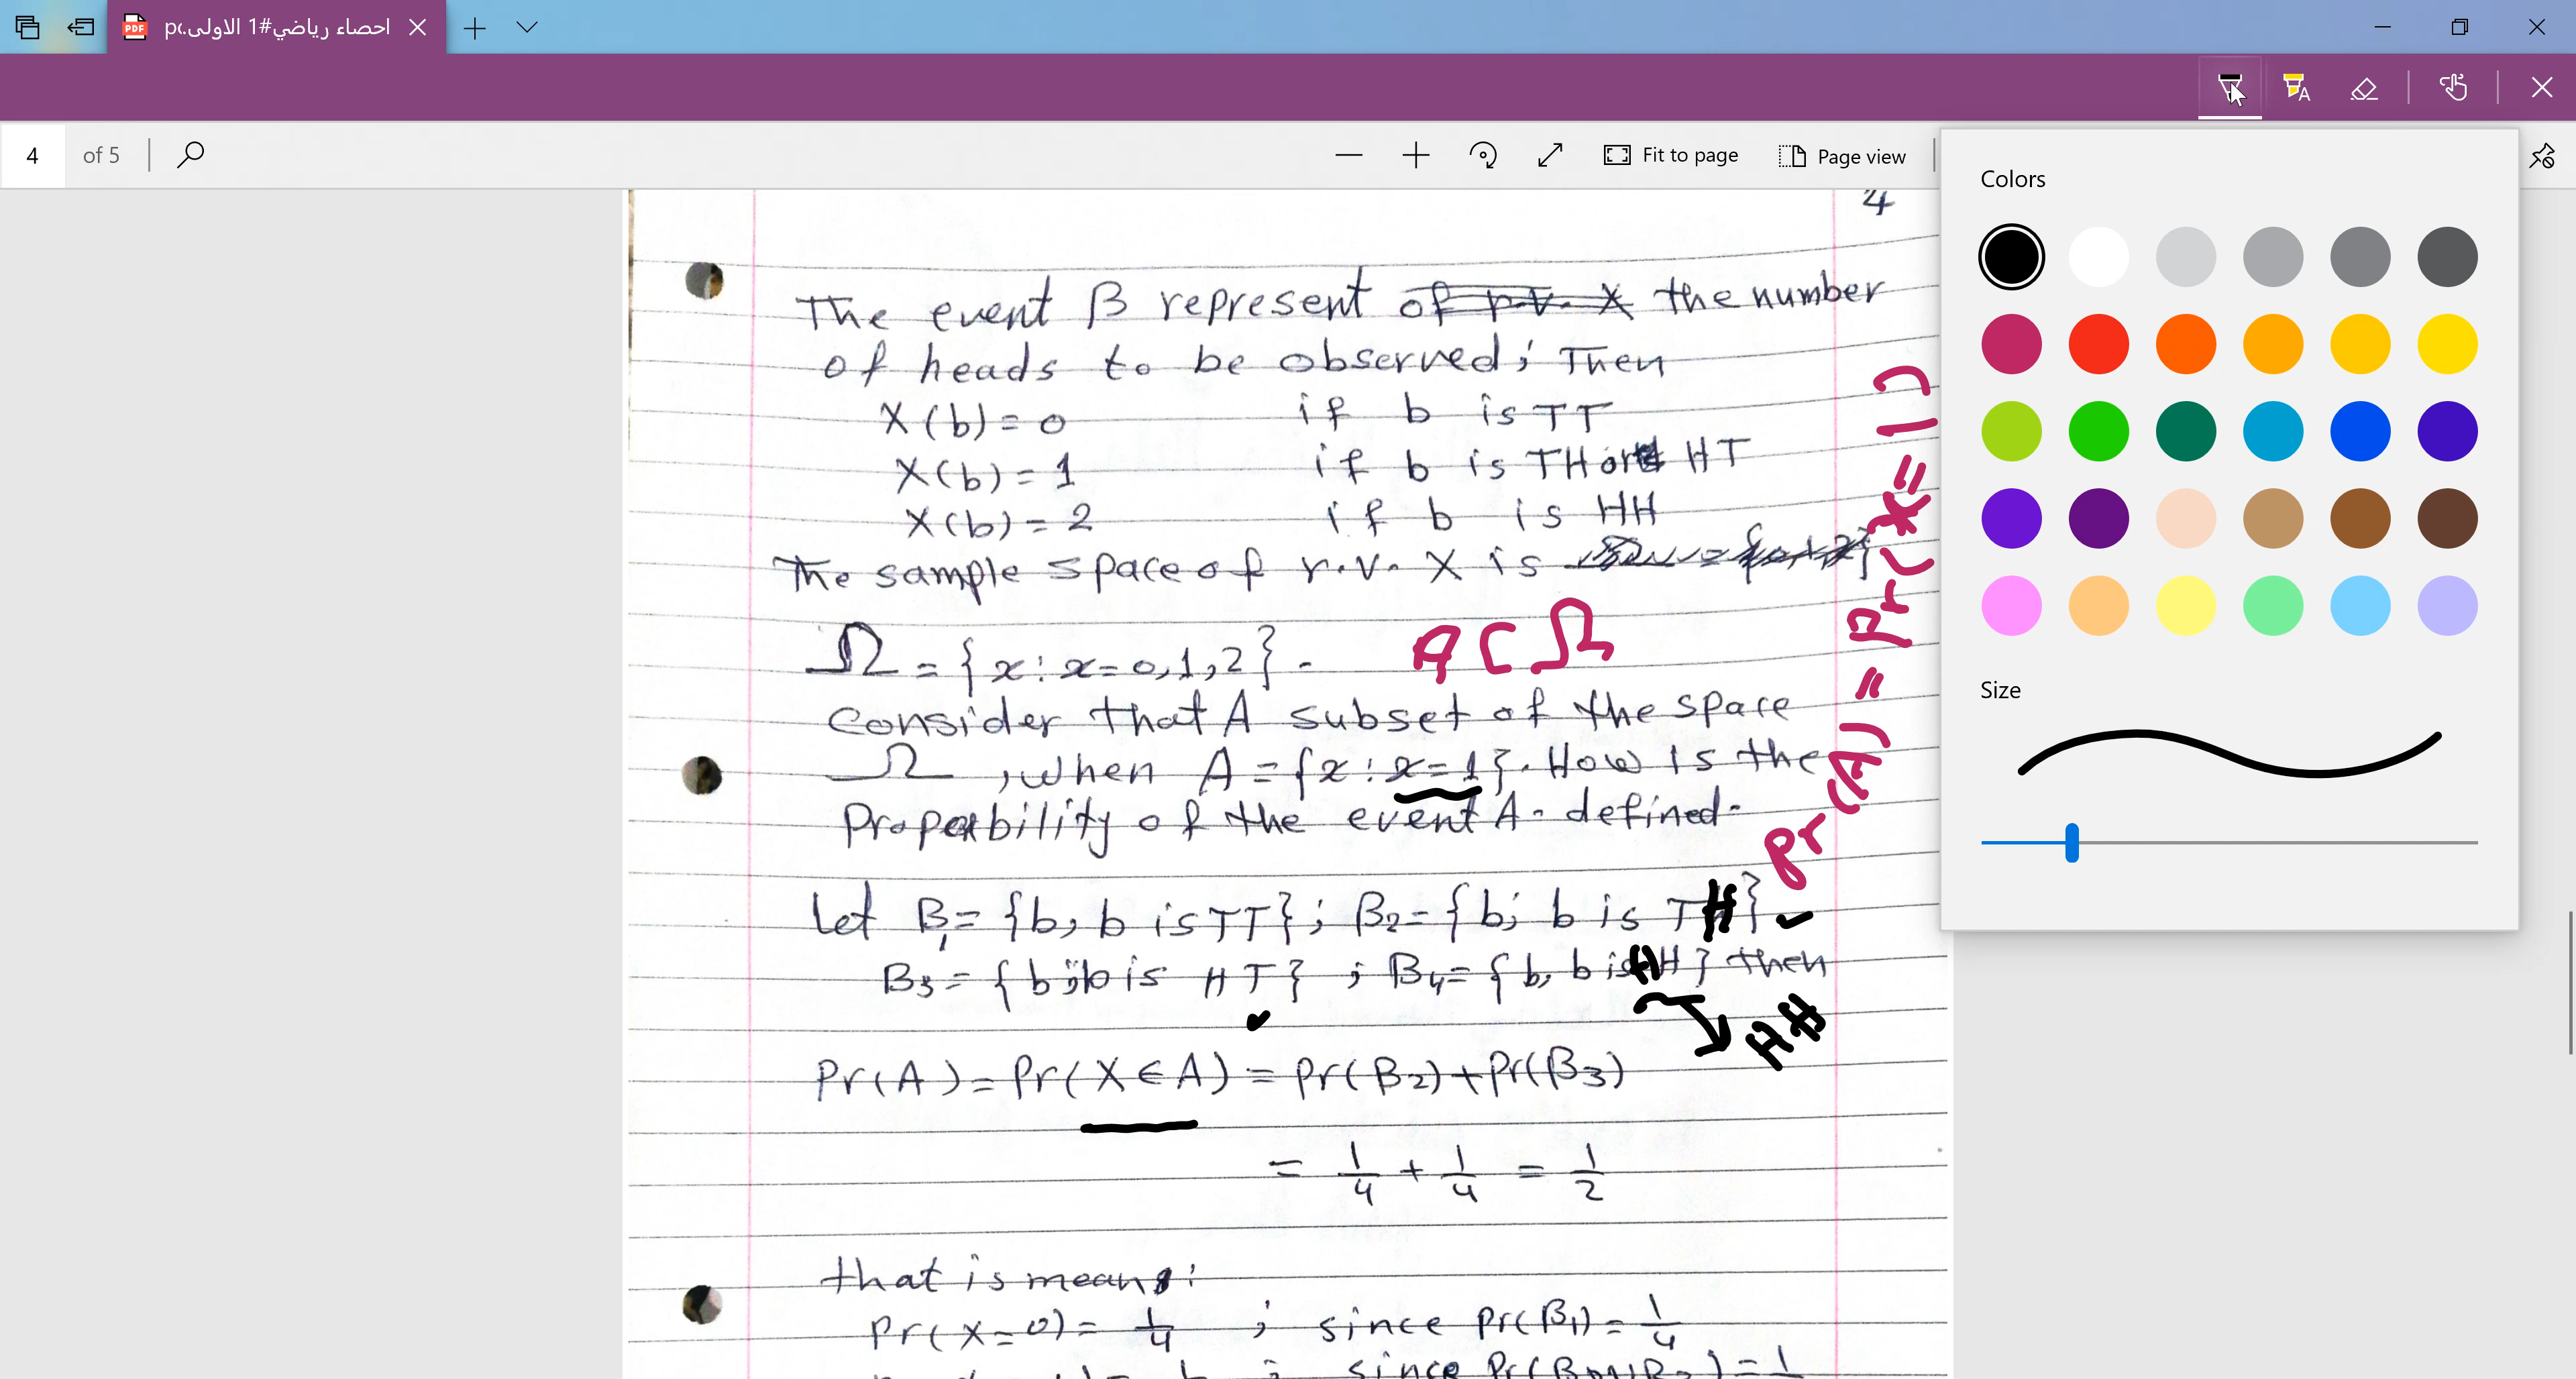 احصاء رياضي#1 الاولى.pd
4 of 5
Fit to page
Page view
Colors
Size
4
The event B represent of r.v. X the number
of heads to be observed; Then
X(b) = 0 if b is TT
X(b) = 1 if b is TH or HT
X(b) = 2 if b is HH
The sample space of r.v. X is
Ω = {x : x = 0,1,2} .
A ⊂ Ω
Consider that A subset of the space
Ω , when A = {x : x = 1}. How is the
Propability of the event A. defined.
Pr(A) = Pr(X = 1)
Let B1 = {b, b is TT} ; B2 = {b; b is TH}
B3 = {b; b is HT} ; B4 = {b, b is HH} then
HH
Pr(A) = Pr(X ∈ A) = Pr(B2) + Pr(B3)
= 1/4 + 1/4 = 1/2
that is means:
Pr(X = 0) = 1/4 ; since Pr(B1) = 1/4
since Pr(B